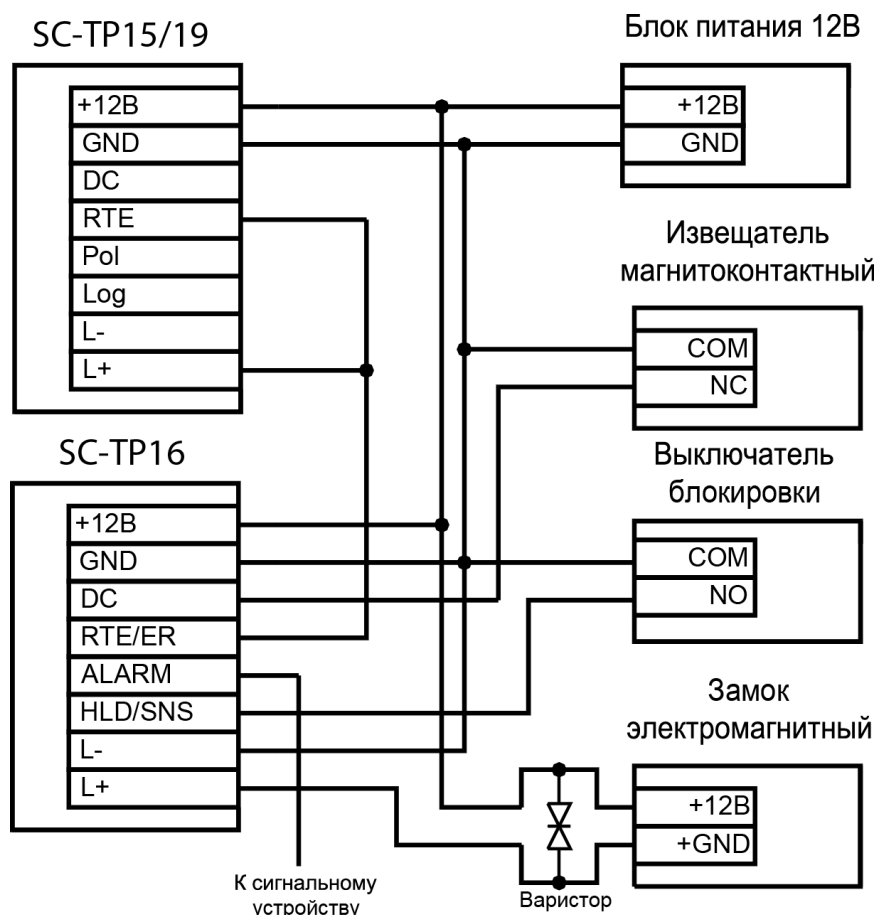 SC-TP15/19
+12В
GND
DC
RTE
Pol
Log
L-
L+
Блок питания 12В
+12В
GND
Извещатель
магнитоконтактный
COM
NC
SC-TP16
+12В
GND
DC
RTE/ER
ALARM
HLD/SNS
L-
L+
Выключатель
блокировки
COM
NO
Замок
электромагнитный
+12В
+GND
К сигнальному
устройству
Варистор